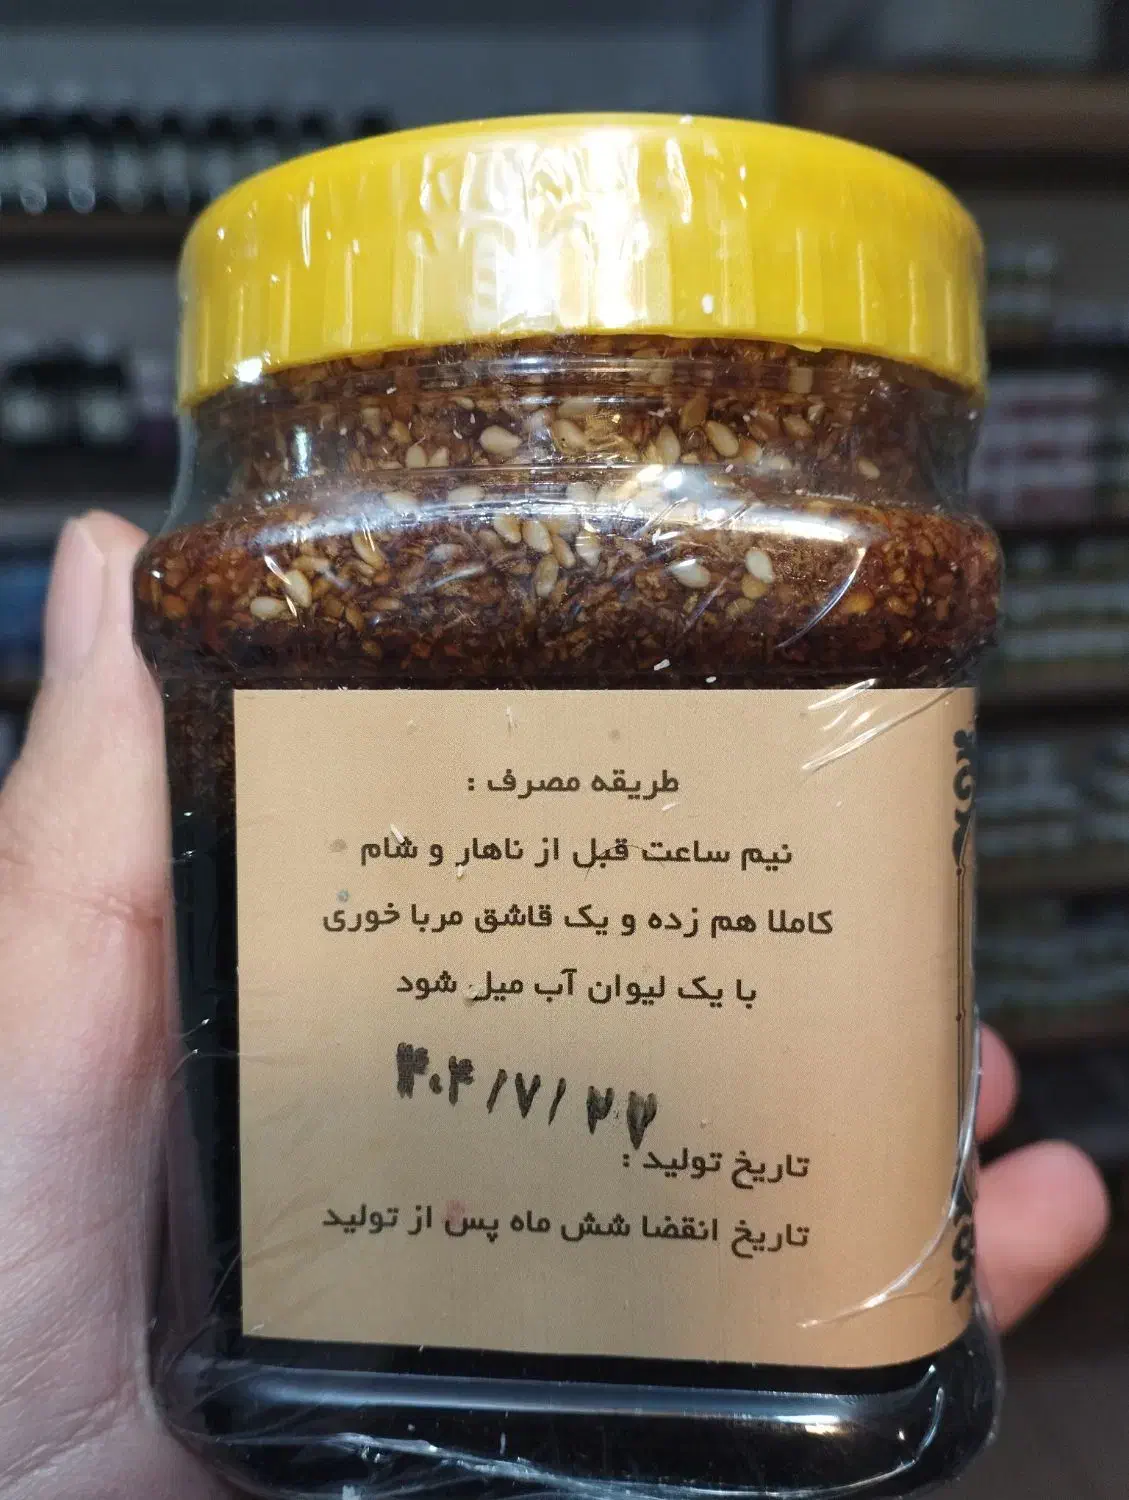 طریقه مصرف :
نیم ساعت قبل از ناهار و شام
کاملا هم زده و یک قاشق مربا خوری
با یک لیوان آب میل شود
۴۰۴/۷/۲۷
تاریخ تولید :
تاریخ انقضا شش ماه پس از تولید